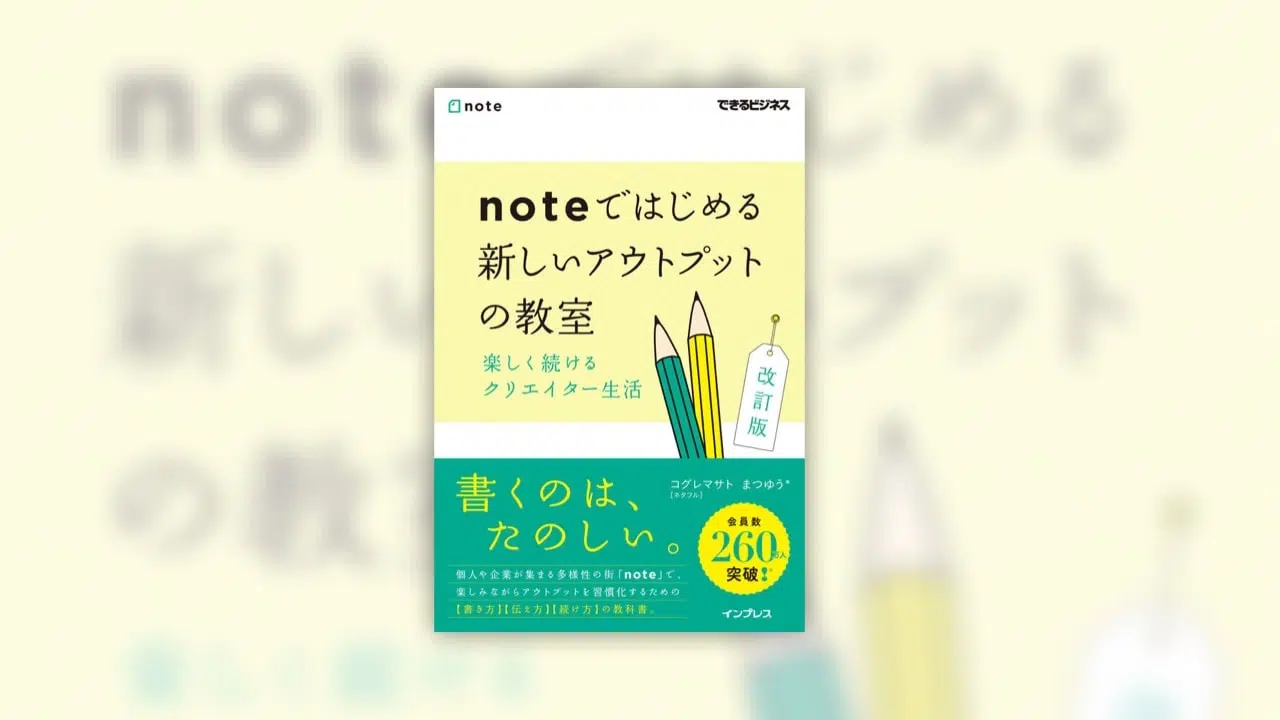 note
できるビジネス
noteではじめる
新しいアウトプット
の教室
楽しく続ける
クリエイター生活
改訂版
書くのは、
たのしい。
コグレマサト まつゆう*
[ネタフル]
会員数
260万人
突破!
個人や企業が集まる多様性の街「note」で、
楽しみながらアウトプットを習慣化するための
【書き方】【伝え方】【続け方】の教科書。
インプレス